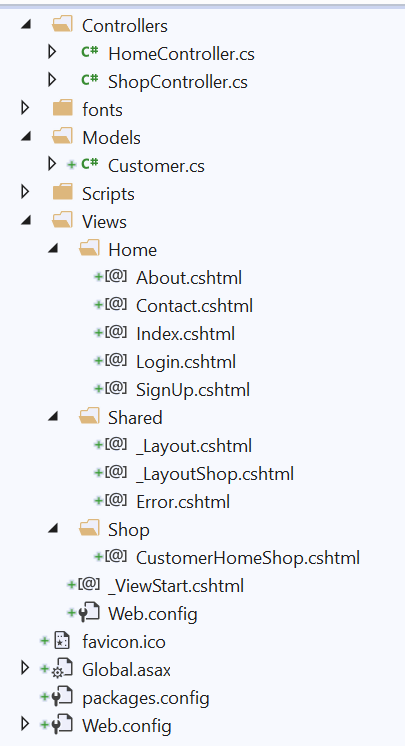 Controllers
C# HomeController.cs
C# ShopController.cs
fonts
Models
+ C# Customer.cs
Scripts
Views
Home
+[@] About.cshtml
+[@] Contact.cshtml
+[@] Index.cshtml
+[@] Login.cshtml
+[@] SignUp.cshtml
Shared
+[@] _Layout.cshtml
+[@] _LayoutShop.cshtml
+[@] Error.cshtml
Shop
+[@] CustomerHomeShop.cshtml
+[@] _ViewStart.cshtml
+ Web.config
+ favicon.ico
+ Global.asax
+ packages.config
+ Web.config